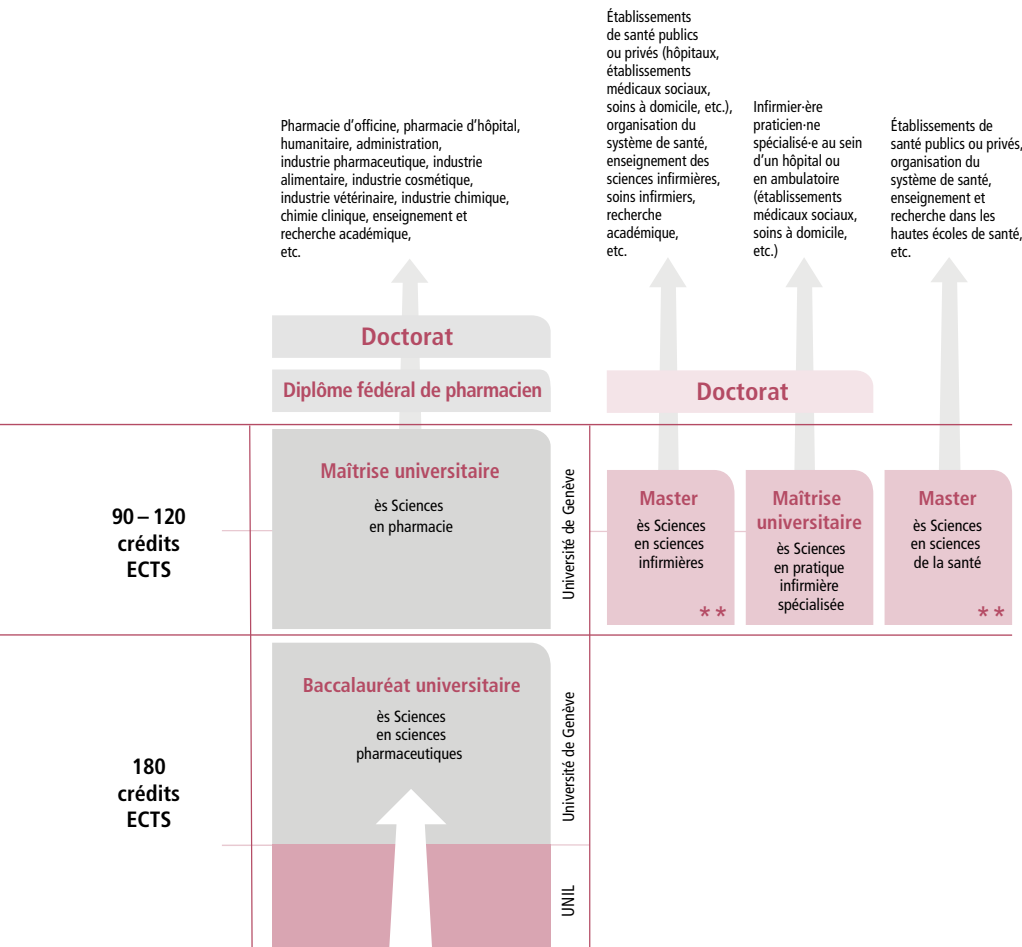 Établissements
de santé publics
ou privés (hôpitaux,
établissements
médicaux sociaux,
soins à domicile, etc.),
organisation du
système de santé,
enseignement des
sciences infirmières,
soins infirmiers,
recherche
académique,
etc.
Pharmacie d’officine, pharmacie d’hôpital,
humanitaire, administration,
industrie pharmaceutique, industrie
alimentaire, industrie cosmétique,
industrie vétérinaire, industrie chimique,
chimie clinique, enseignement et
recherche académique,
etc.
Infirmier·ère
praticien·ne
spécialisé·e au sein
d’un hôpital ou
en ambulatoire
(établissements
médicaux sociaux,
soins à domicile,
etc.)
Établissements de
santé publics ou privés,
organisation du
système de santé,
enseignement et
recherche dans les
hautes écoles de santé,
etc.
Doctorat
Diplôme fédéral de pharmacien
Doctorat
90 – 120
crédits
ECTS
Maîtrise universitaire
ès Sciences
en pharmacie
Université de Genève
Master
ès Sciences
en sciences
infirmières
**
Maîtrise
universitaire
ès Sciences
en pratique
infirmière
spécialisée
Master
ès Sciences
en sciences
de la santé
**
180
crédits
ECTS
Baccalauréat universitaire
ès Sciences
en sciences
pharmaceutiques
Université de Genève
UNIL